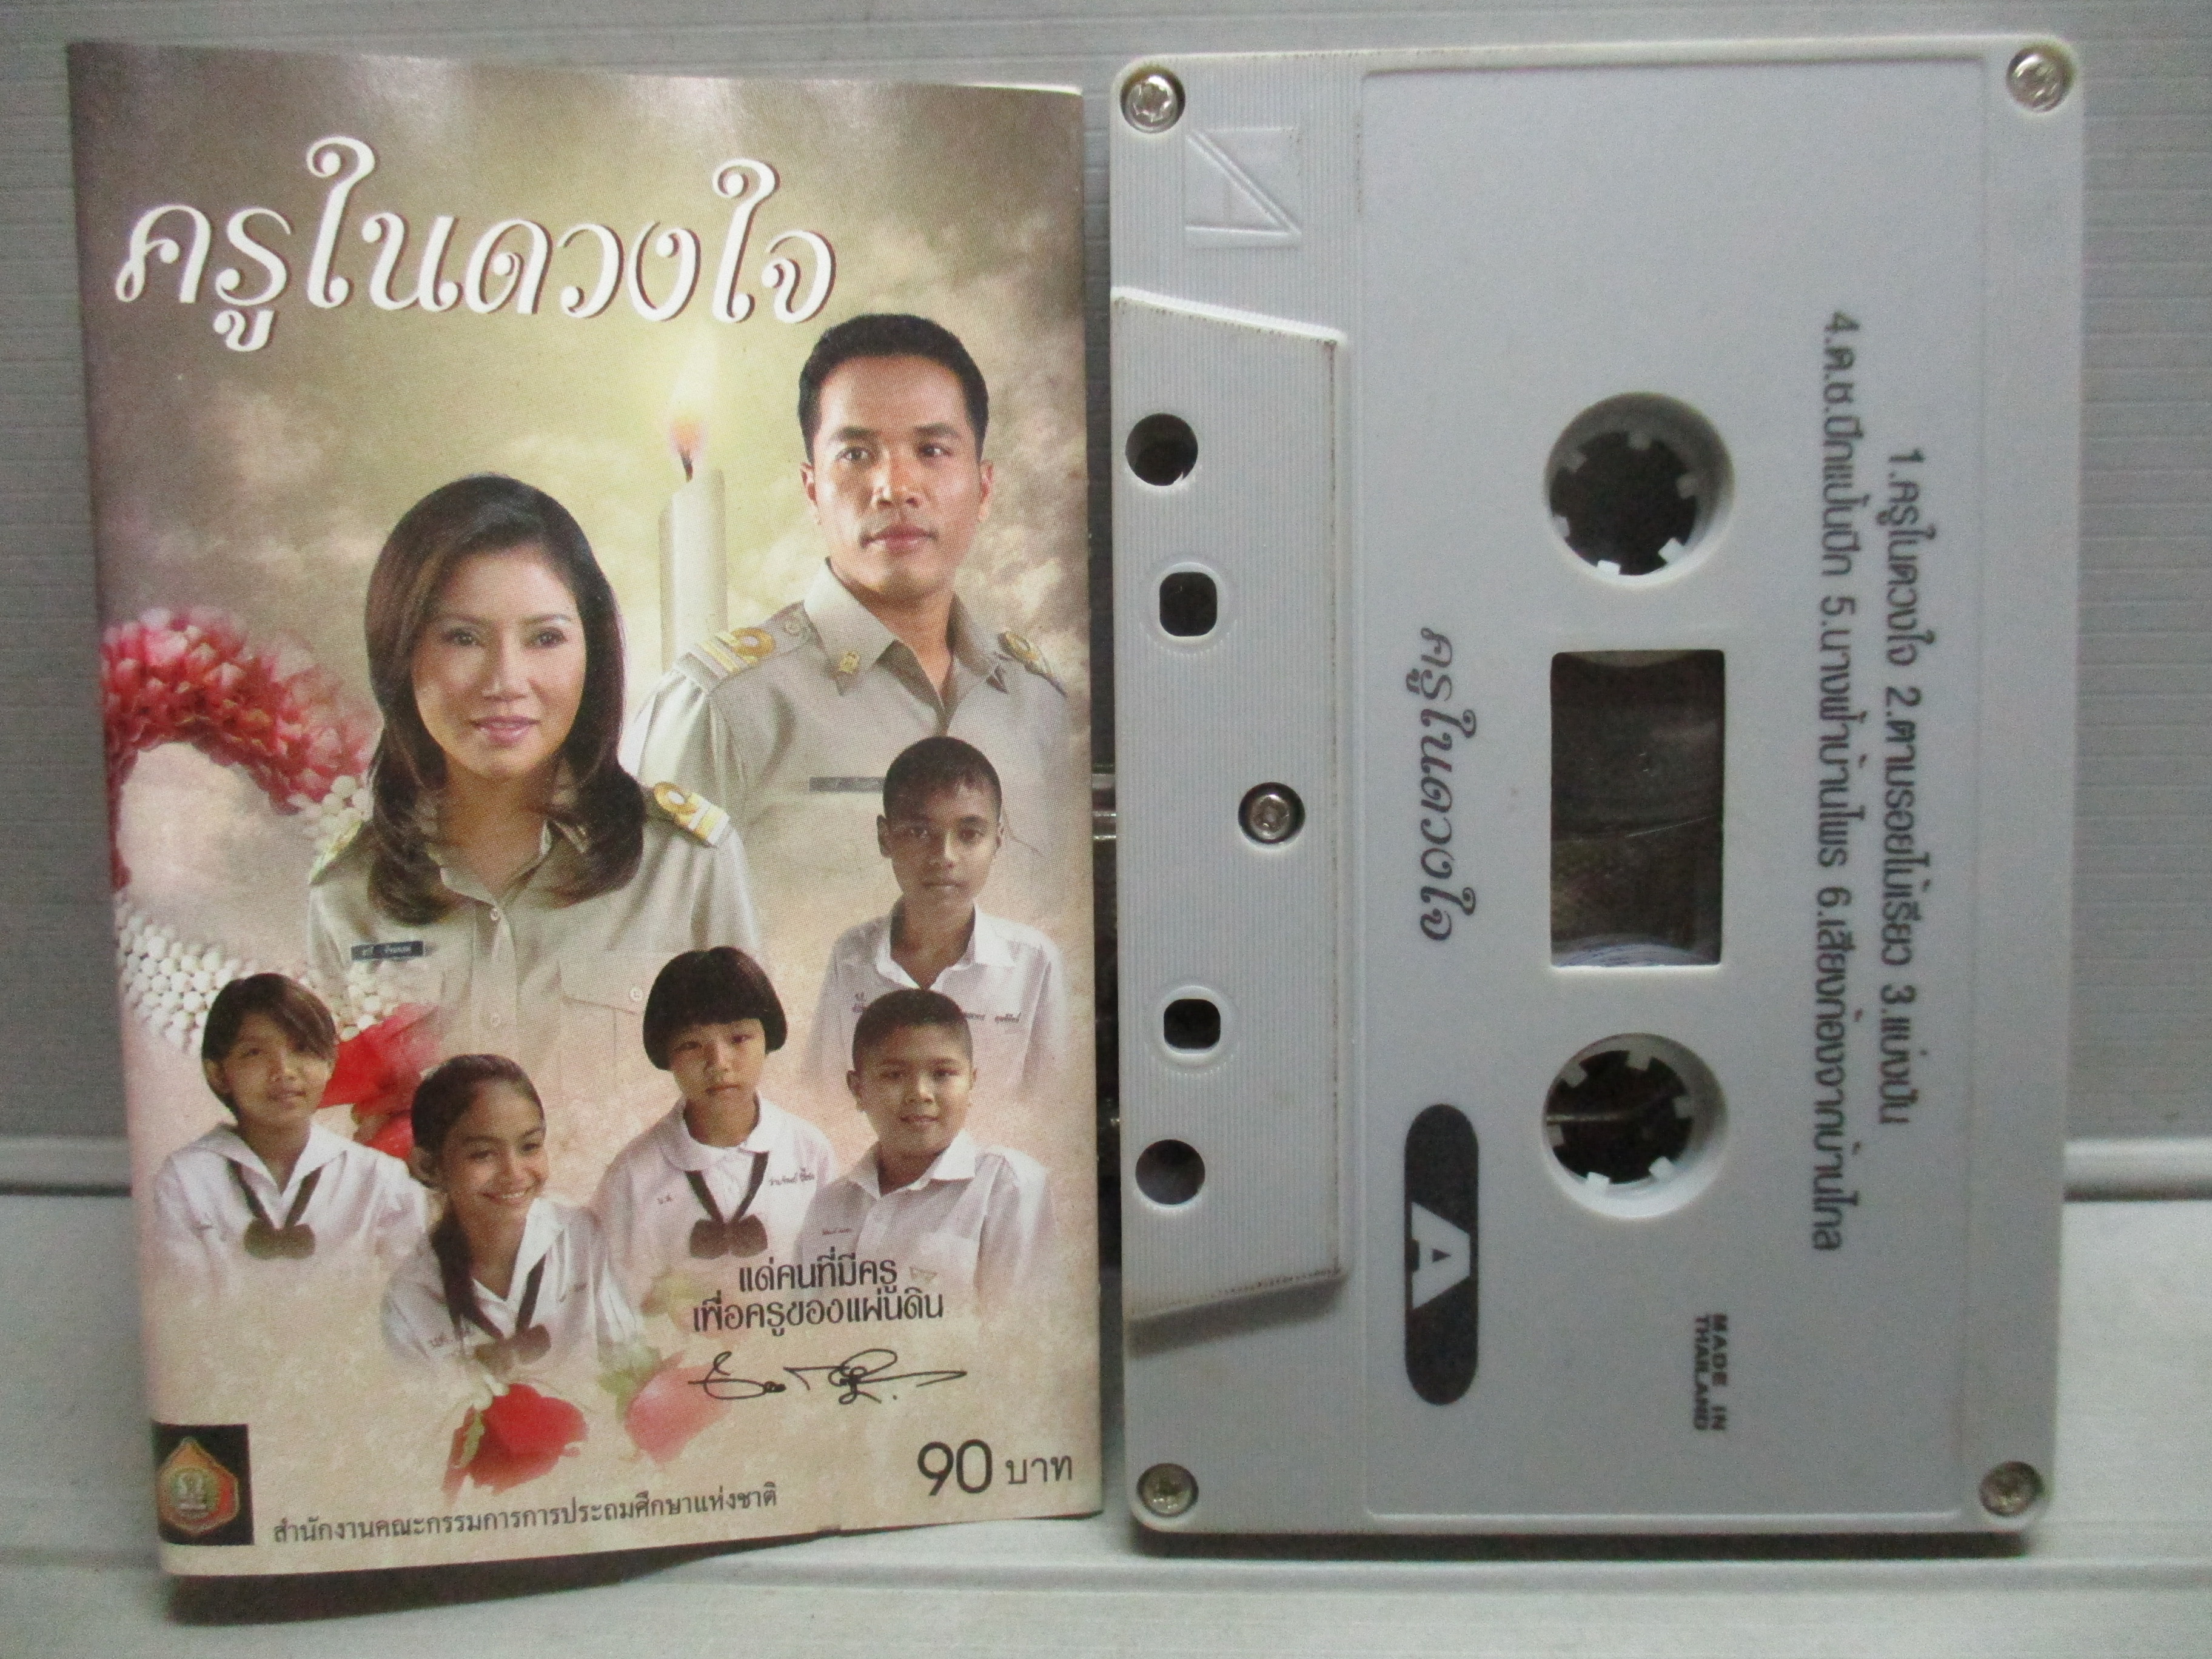 ครูในดวงใจ
แด่คนที่มีครู
เพื่อครูของแผ่นดิน
90 บาท
สำนักงานคณะกรรมการการประถมศึกษาแห่งชาติ
1.ครูในดวงใจ 2.ตามรอยไม้เรียว 3.แบ่งปัน
4.ด.ช.ปึกแป้นปึก 5.นางฟ้าบ้านไพร 6.เสียงก้องจากบ้านไกล
ครูในดวงใจ
A
MADE IN
THAILAND